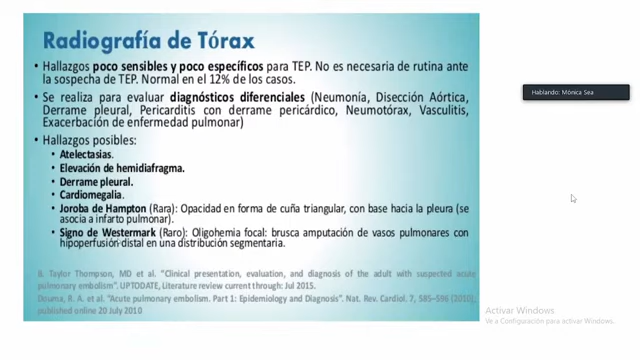 Radiografía de Tórax
• Hallazgos poco sensibles y poco específicos para TEP. No es necesaria de rutina ante
la sospecha de TEP. Normal en el 12% de los casos.
• Se realiza para evaluar diagnósticos diferenciales (Neumonía, Disección Aórtica,
Derrame pleural, Pericarditis con derrame pericárdico, Neumotórax, Vasculitis,
Exacerbación de enfermedad pulmonar)
• Hallazgos posibles:
• Atelectasias.
• Elevación de hemidiafragma.
• Derrame pleural.
• Cardiomegalia.
• Joroba de Hampton (Rara): Opacidad en forma de cuña triangular, con base hacia la pleura (se
asocia a infarto pulmonar).
• Signo de Westermark (Raro): Oligohemia focal: brusca amputación de vasos pulmonares con
hipoperfusión distal en una distribución segmentaria.
B. Taylor Thompson, MD et al. "Clinical presentation, evaluation, and diagnosis of the adult with suspected acute
pulmonary embolism". UPTODATE, Literature review current through: Jul 2015.
Douma, R. A. et al. "Acute pulmonary embolism. Part 1: Epidemiology and Diagnosis". Nat. Rev. Cardiol. 7, 585–596 (2010),
published online 20 July 2010
Hablando: Mónica Sea
Activar Windows
Ve a Configuración para activar Windows.